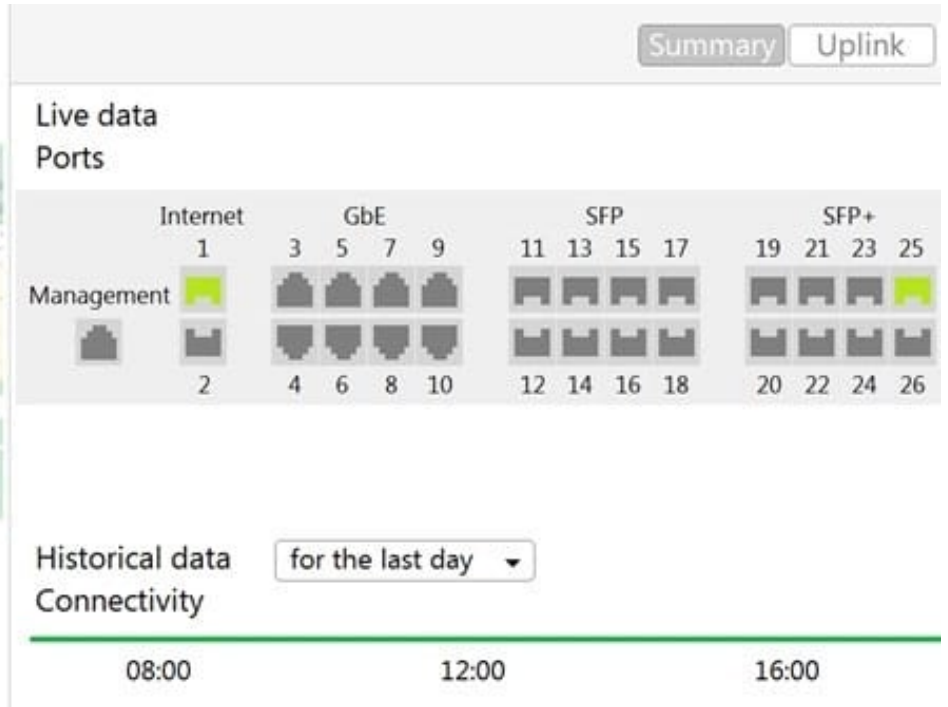 Summary Uplink
Live data
Ports
Internet GbE SFP SFP+
1 3 5 7 9 11 13 15 17 19 21 23 25
Management
2 4 6 8 10 12 14 16 18 20 22 24 26
Historical data for the last day
Connectivity
08:00 12:00 16:00